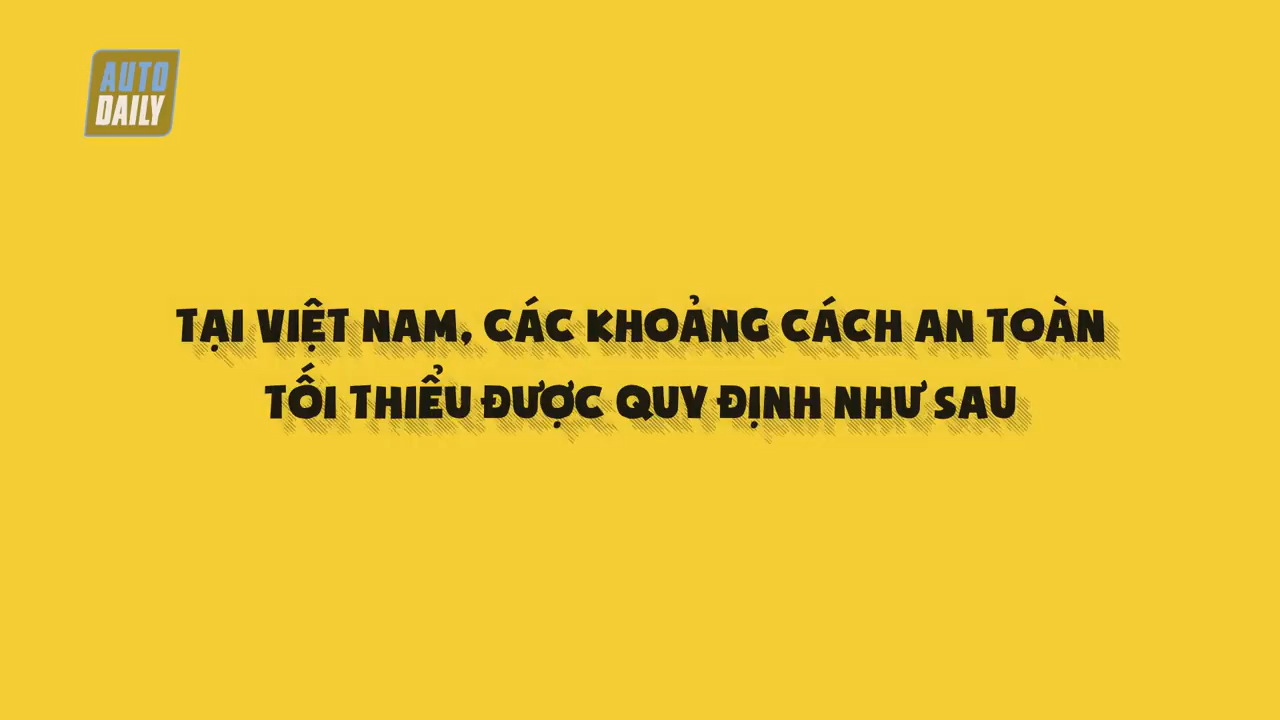 AUTO
DAILY
TẠI VIỆT NAM, CÁC KHOẢNG CÁCH AN TOÀN
TỐI THIỂU ĐƯỢC QUY ĐỊNH NHƯ SAU